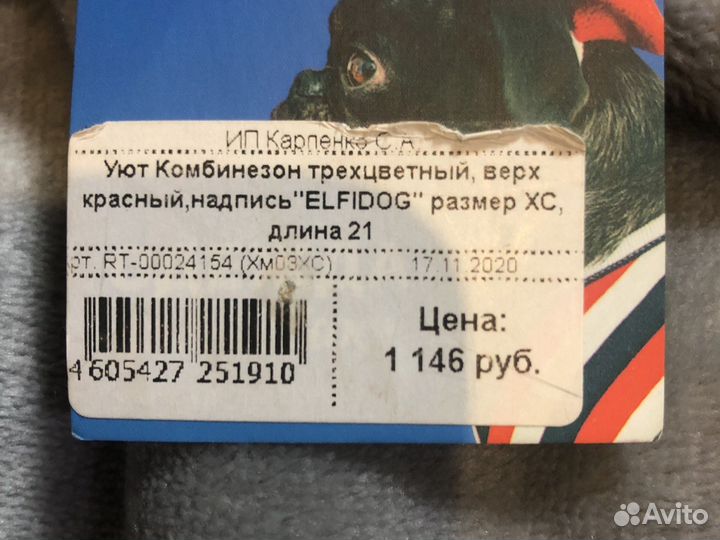 ИП Карпенко С.А.
Уют Комбинезон трехцветный, верх
красный,надпись"ELFIDOG" размер ХС,
длина 21
рт. RT-00024154 (Хм03ХС) 17.11.2020
Цена:
1 146 руб.
4 605427 251910
Avito